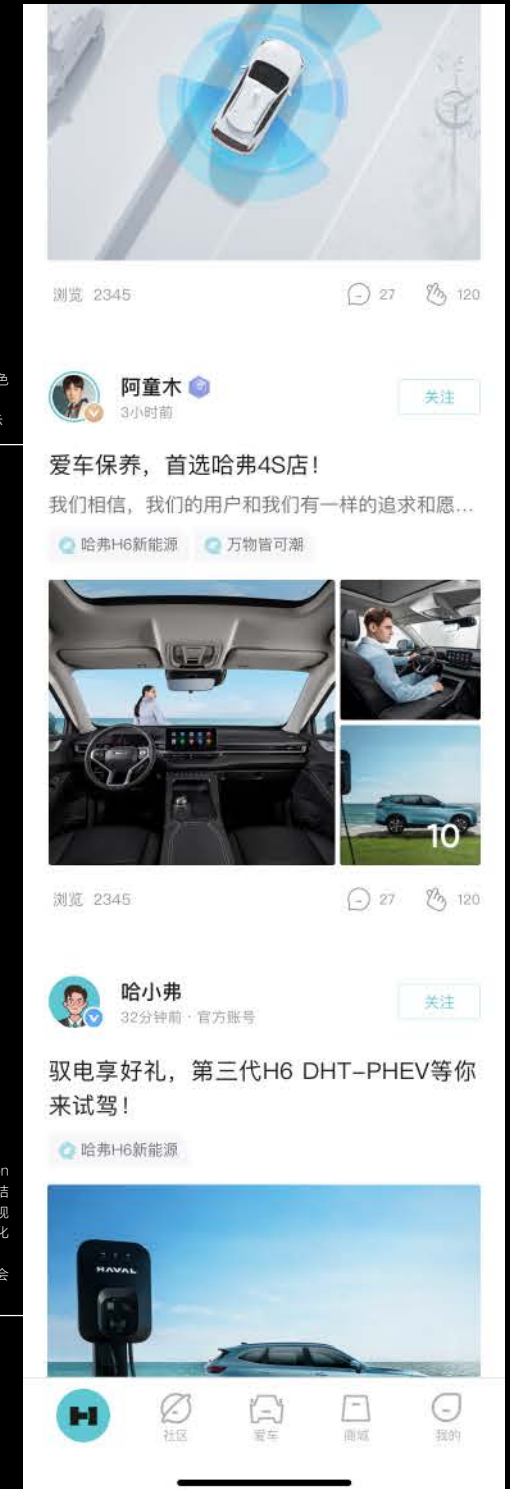 色
浏览 2345
27
120
阿童木
3小时前
关注
爱车保养，首选哈弗4S店！
我们相信，我们的用户和我们有一样的追求和愿...
哈弗H6新能源
万物皆可潮
10
浏览 2345
27
120
哈小弗
32分钟前 · 官方账号
关注
驭电享好礼，第三代H6 DHT-PHEV等你
来试驾！
哈弗H6新能源
n
结
视
化
会
HAVAL
H
社区
爱车
商城
我的